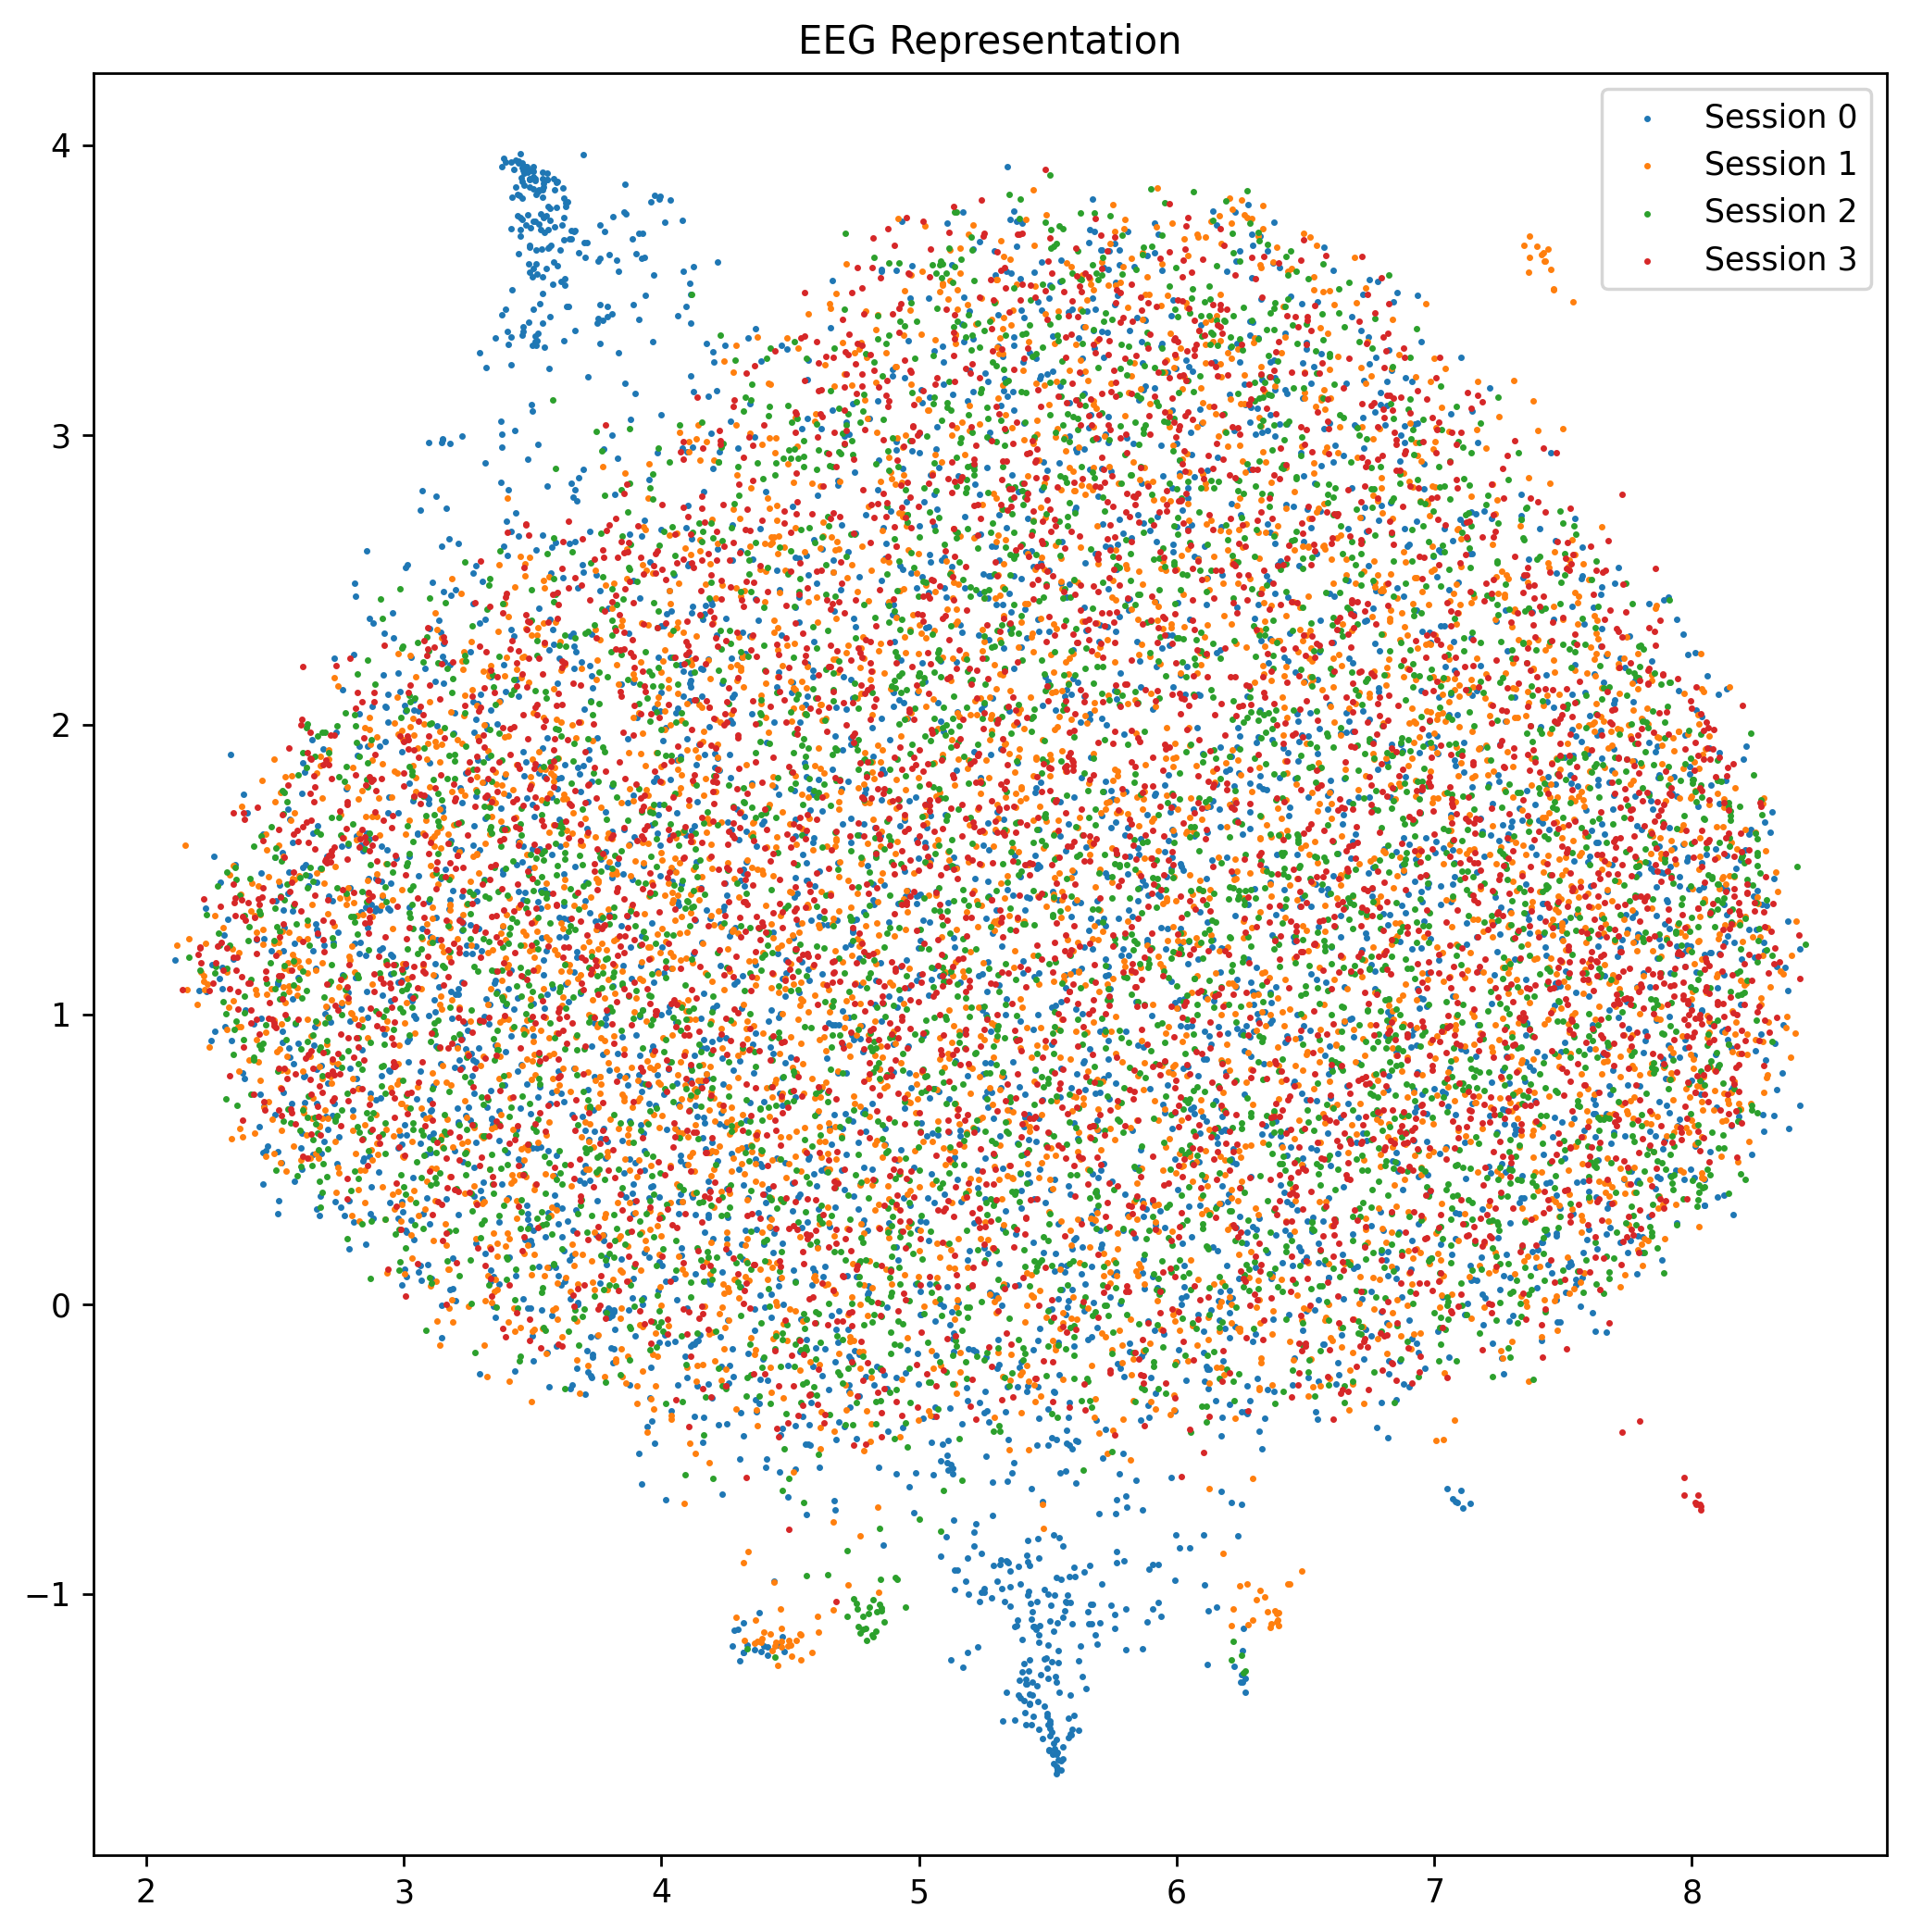 EEG Representation
Session 0
Session 1
Session 2
Session 3
4
3
2
1
0
−1
2 3 4 5 6 7 8